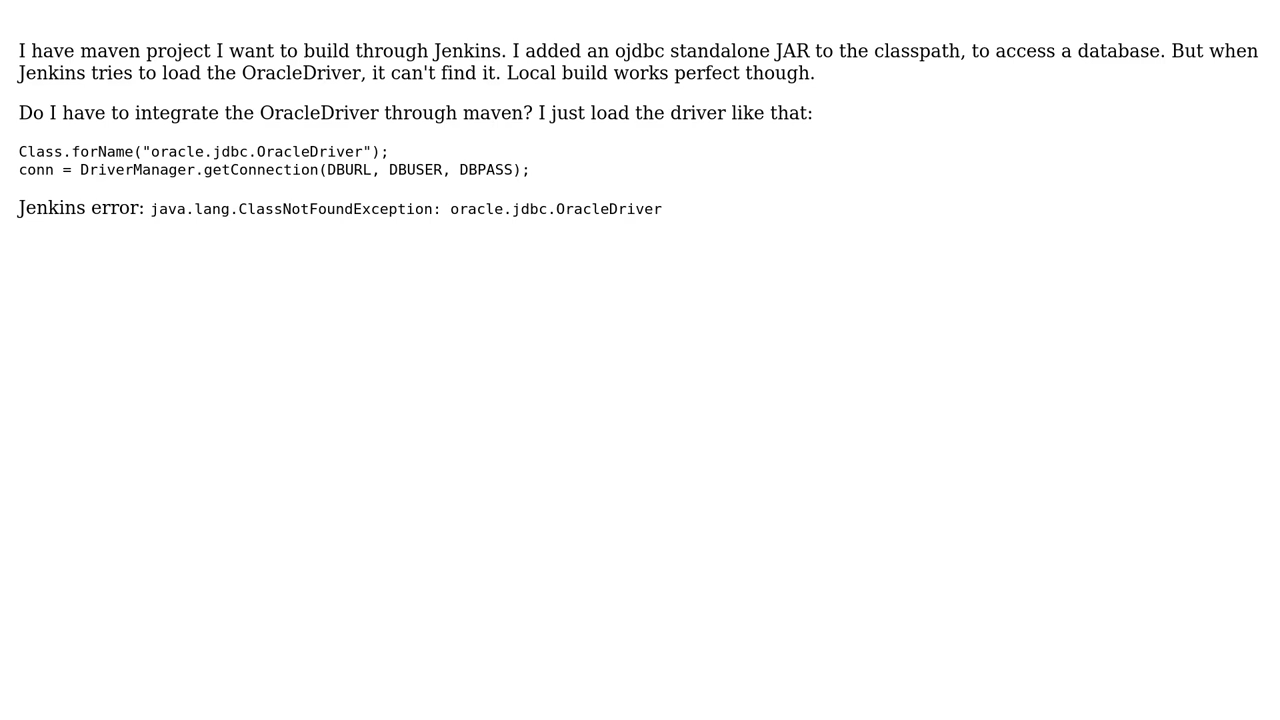 I have maven project I want to build through Jenkins. I added an ojdbc standalone JAR to the classpath, to access a database. But when
Jenkins tries to load the OracleDriver, it can't find it. Local build works perfect though.
Do I have to integrate the OracleDriver through maven? I just load the driver like that:
Class.forName("oracle.jdbc.OracleDriver");
conn = DriverManager.getConnection(DBURL, DBUSER, DBPASS);
Jenkins error: java.lang.ClassNotFoundException: oracle.jdbc.OracleDriver